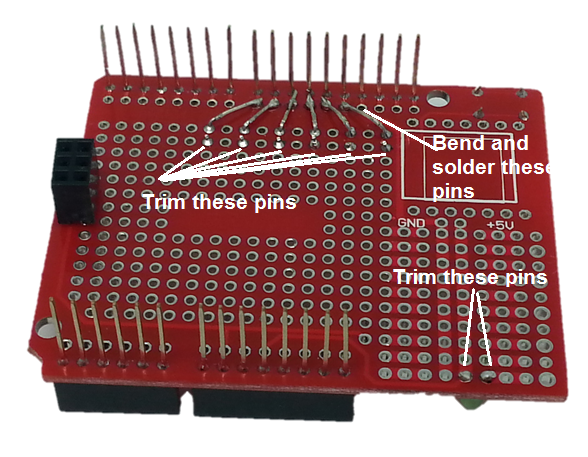 Bend and
solder these
pins
Trim these pins
GND
+5V
Trim these pins